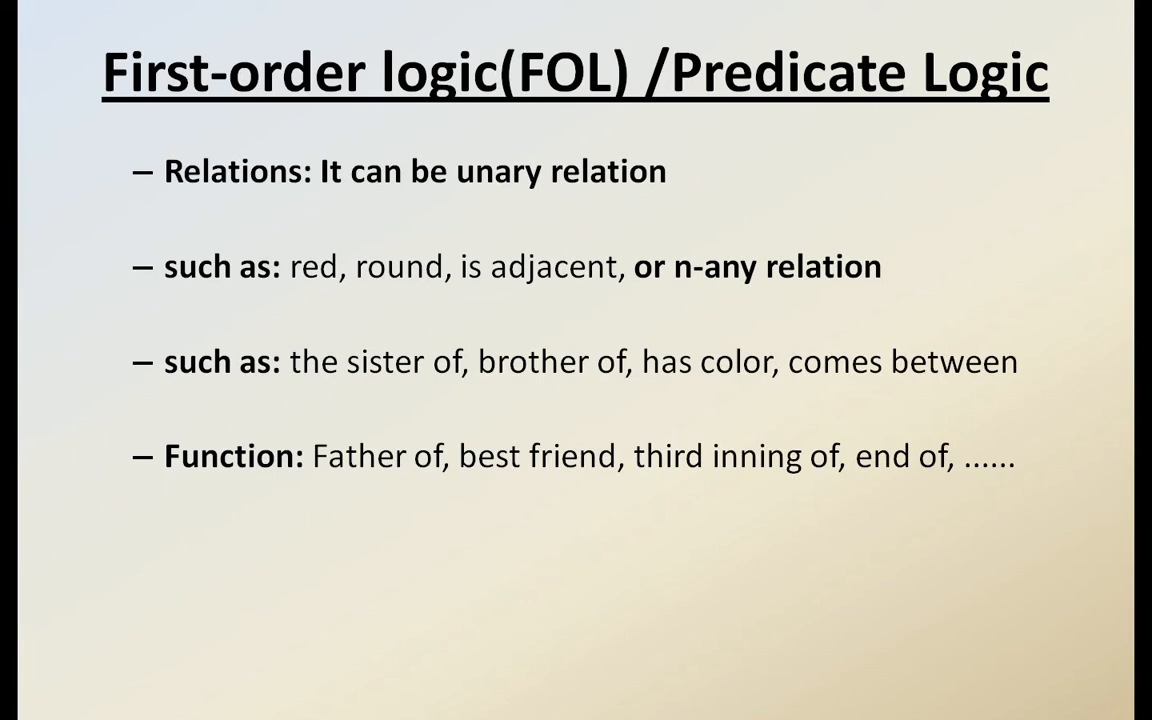 First-order logic(FOL) /Predicate Logic
– Relations: It can be unary relation
– such as: red, round, is adjacent, or n-any relation
– such as: the sister of, brother of, has color, comes between
– Function: Father of, best friend, third inning of, end of, ......